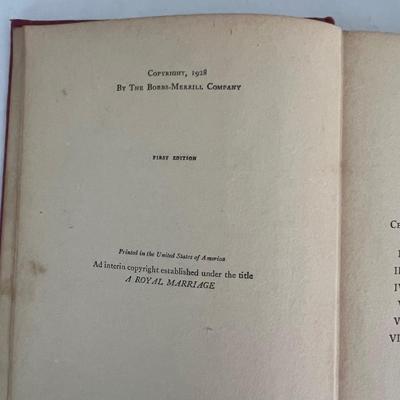 Copyright, 1928
By The Bobbs-Merrill Company
FIRST EDITION
Printed in the United States of America
Ad interin copyright established under the title
A ROYAL MARRIAGE